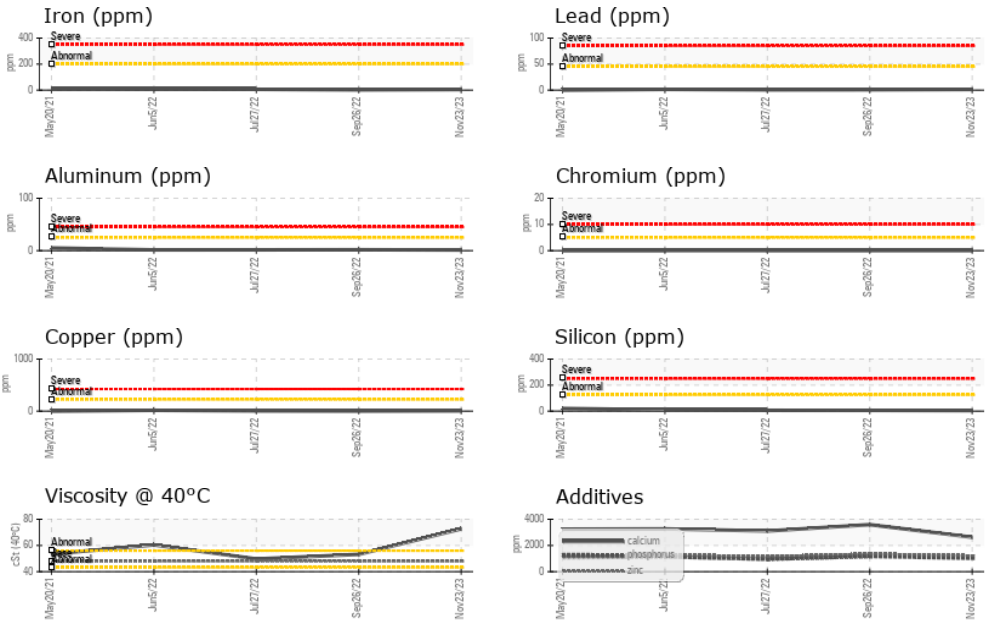 Iron (ppm)
400
200
0
ppm
Severe
Abnormal
May20/21
Jun5/22
Jul27/22
Sep26/22
Nov23/23
Lead (ppm)
100
50
0
ppm
Severe
Abnormal
May20/21
Jun5/22
Jul27/22
Sep26/22
Nov23/23
Aluminum (ppm)
100
0
ppm
Severe
Abnormal
May20/21
Jun5/22
Jul27/22
Sep26/22
Nov23/23
Chromium (ppm)
20
10
0
ppm
Severe
Abnormal
May20/21
Jun5/22
Jul27/22
Sep26/22
Nov23/23
Copper (ppm)
1000
0
ppm
Severe
Abnormal
May20/21
Jun5/22
Jul27/22
Sep26/22
Nov23/23
Silicon (ppm)
400
200
0
ppm
Severe
Abnormal
May20/21
Jun5/22
Jul27/22
Sep26/22
Nov23/23
Viscosity @ 40°C
80
60
40
cSt (40°C)
Abnormal
Abnormal
May20/21
Jun5/22
Jul27/22
Sep26/22
Nov23/23
Additives
4000
2000
0
ppm
calcium
phosphorus
zinc
May20/21
Jun5/22
Jul27/22
Sep26/22
Nov23/23